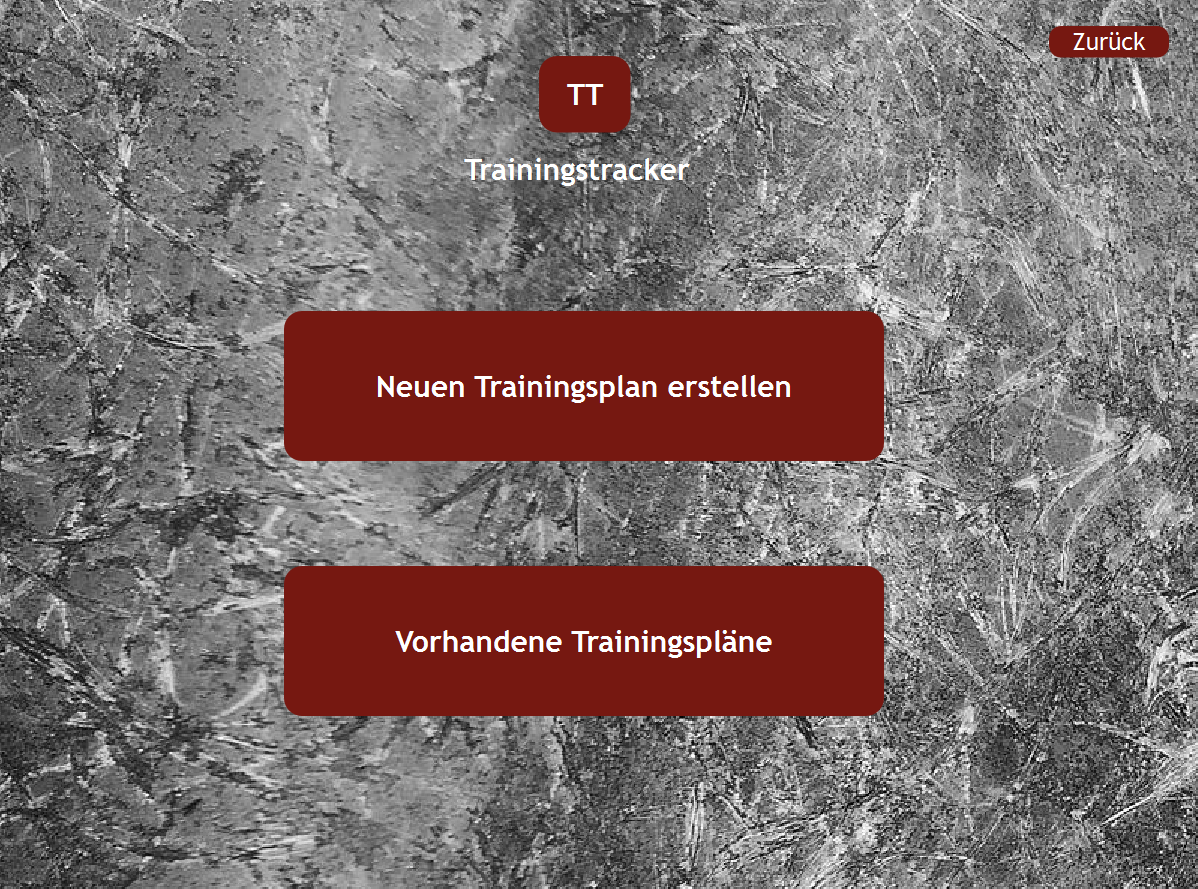 Zurück
TT
Trainingstracker
Neuen Trainingsplan erstellen
Vorhandene Trainingspläne